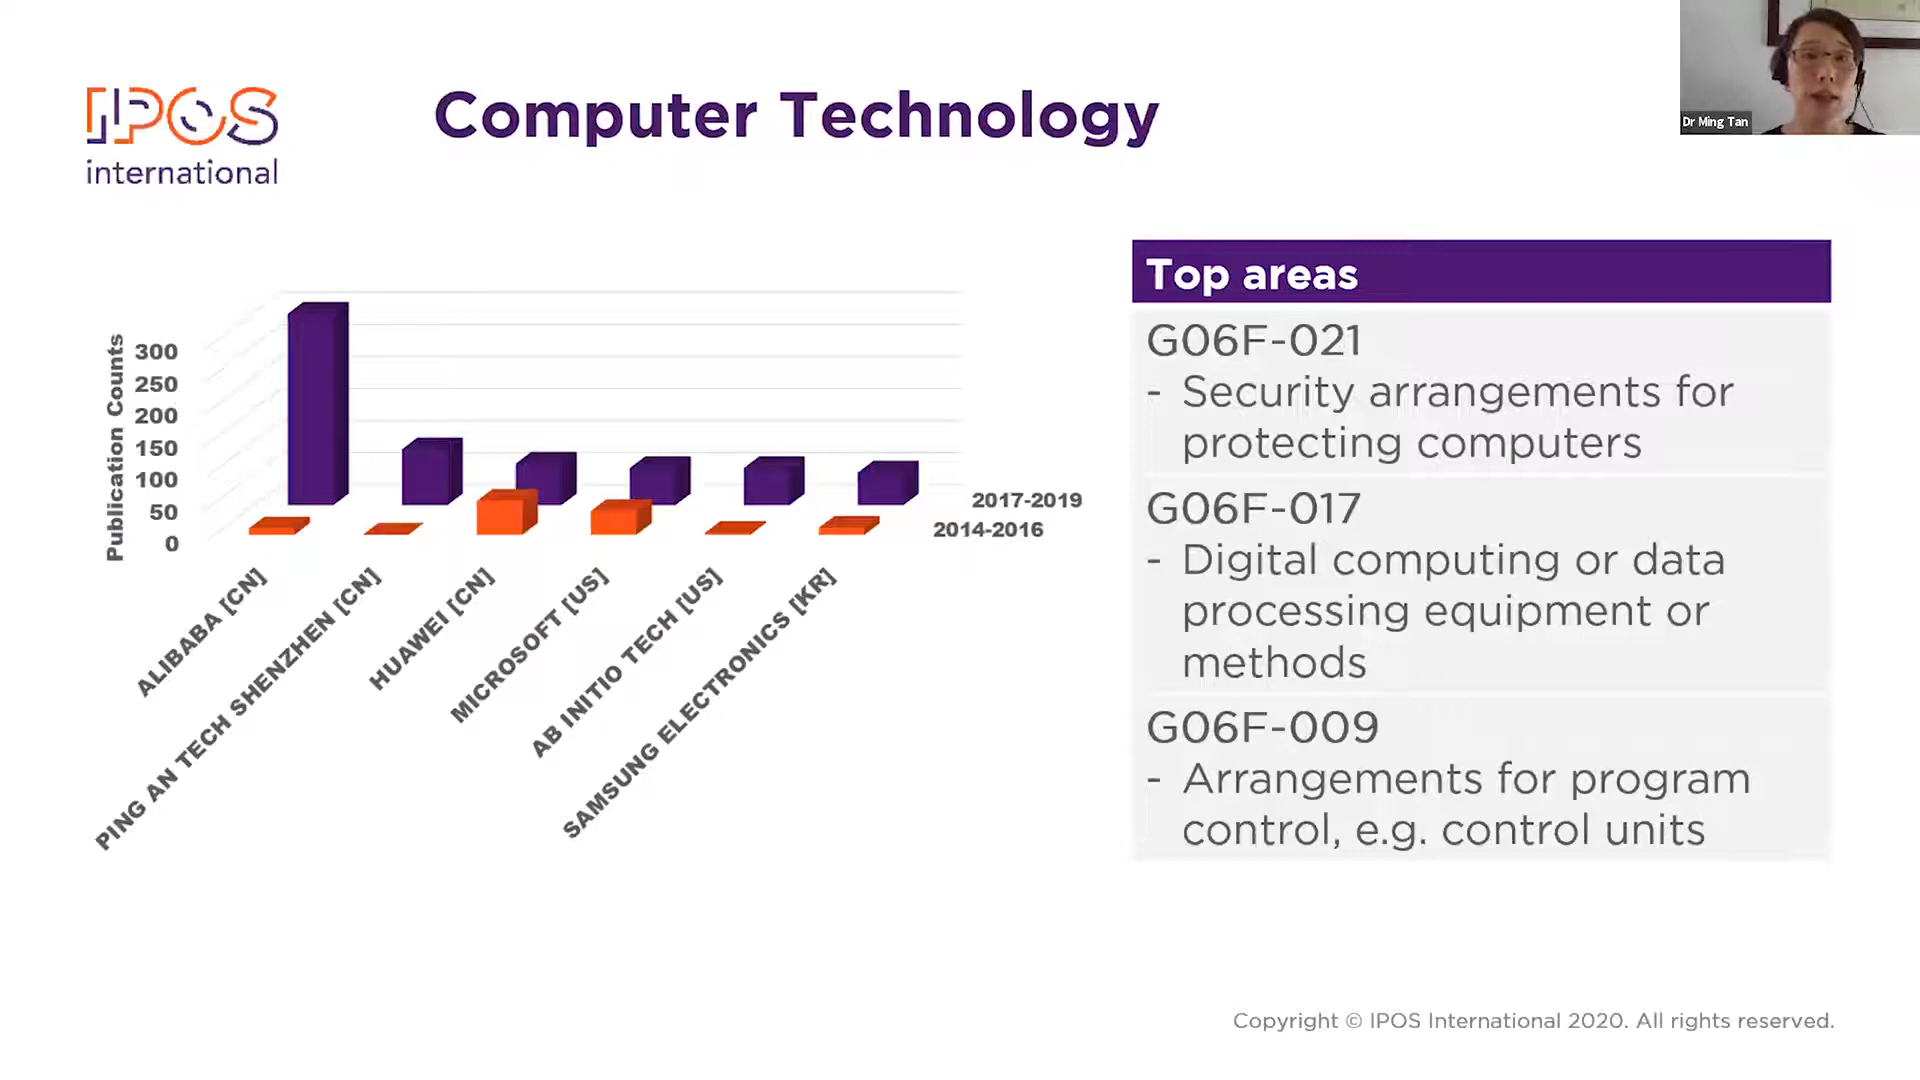 IPOS
international
Computer Technology
Dr Ming Tan
Publication Counts
300
250
200
150
100
50
0
2017-2019
2014-2016
ALIBABA [CN]
PING AN TECH SHENZHEN [CN]
HUAWEI [CN]
MICROSOFT [US]
AB INITIO TECH [US]
SAMSUNG ELECTRONICS [KR]
Top areas
G06F-021
- Security arrangements for
protecting computers
G06F-017
- Digital computing or data
processing equipment or
methods
G06F-009
- Arrangements for program
control, e.g. control units
Copyright © IPOS International 2020. All rights reserved.